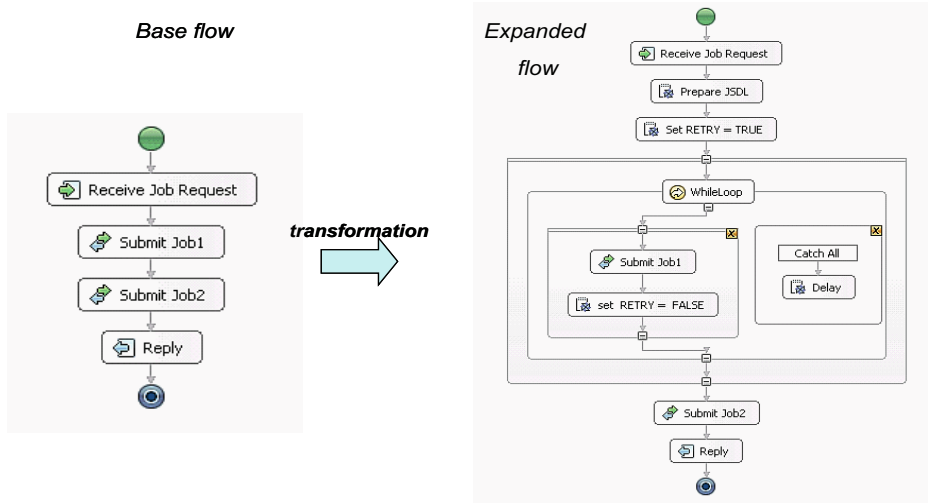 Base flow
Receive Job Request
Submit Job1
Submit Job2
Reply
transformation
Expanded
flow
Receive Job Request
Prepare JSDL
Set RETRY = TRUE
WhileLoop
Submit Job1
set RETRY = FALSE
Catch All
Delay
Submit Job2
Reply